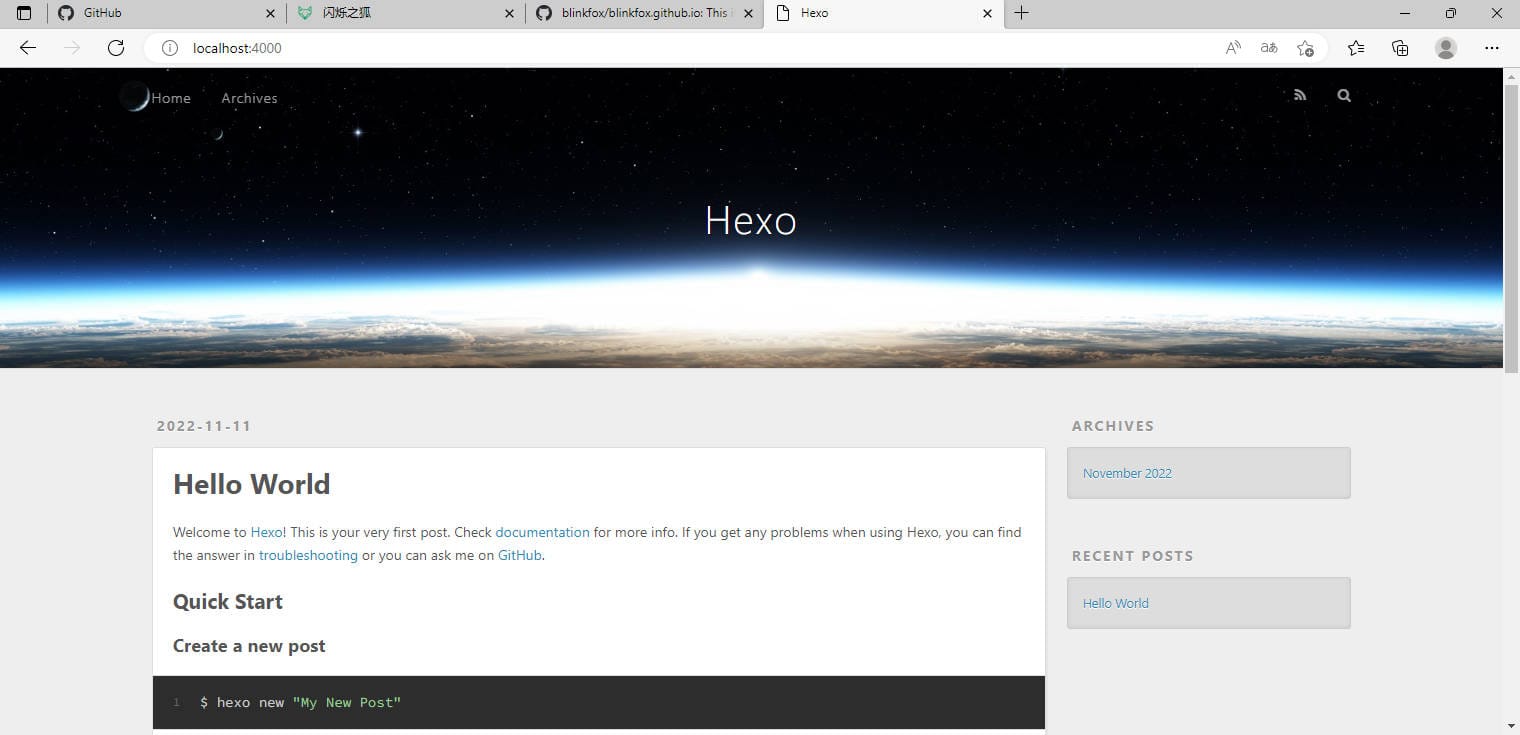 GitHub
闪烁之狐
blinkfox/blinkfox.github.io: This i
Hexo
localhost:4000
Home Archives
Hexo
2022-11-11
Hello World
Welcome to Hexo! This is your very first post. Check documentation for more info. If you get any problems when using Hexo, you can find
the answer in troubleshooting or you can ask me on GitHub.
Quick Start
Create a new post
1 $ hexo new "My New Post"
ARCHIVES
November 2022
RECENT POSTS
Hello World